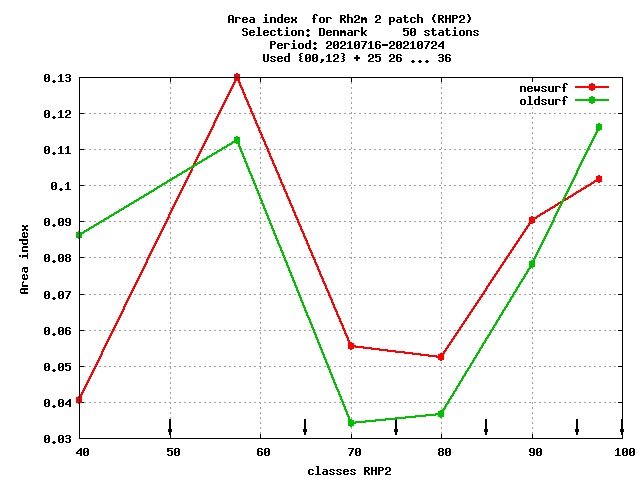 Area index  for Rh2m 2 patch (RHP2)
Selection: Denmark     50 stations
Period: 20210716-20210724
Used {00,12} + 25 26 ... 36
newsurf
oldsurf
0.13
0.12
0.11
0.1
0.09
0.08
0.07
0.06
0.05
0.04
0.03
Area index
40 50 60 70 80 90 100
classes RHP2